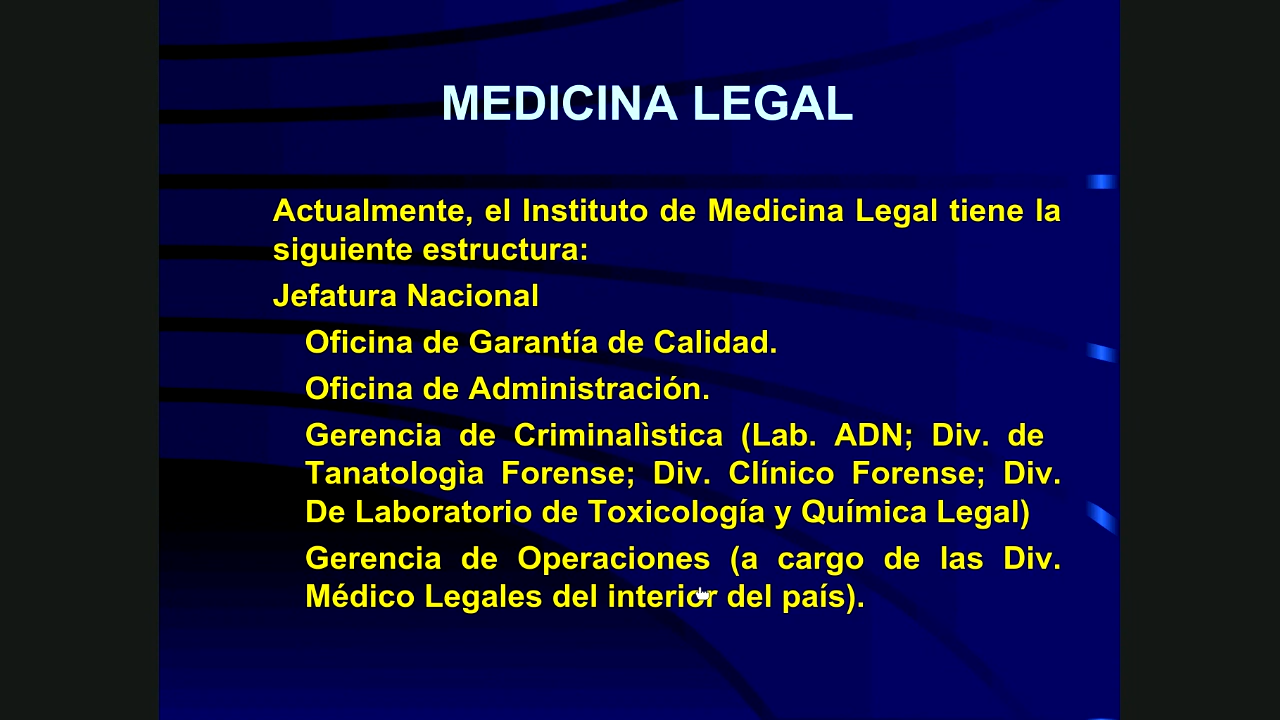 MEDICINA LEGAL
Actualmente, el Instituto de Medicina Legal tiene la
siguiente estructura:
Jefatura Nacional
Oficina de Garantía de Calidad.
Oficina de Administración.
Gerencia de Criminalìstica (Lab. ADN; Div. de
Tanatologìa Forense; Div. Clínico Forense; Div.
De Laboratorio de Toxicología y Química Legal)
Gerencia de Operaciones (a cargo de las Div.
Médico Legales del interior del país).